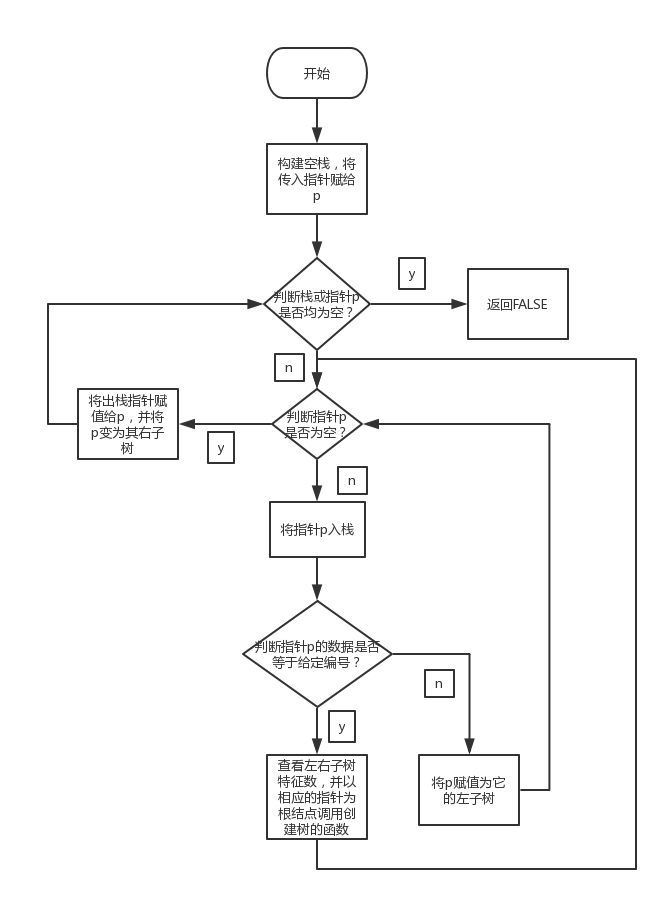 开始
构建空栈，将
传入指针赋给
p
判断栈或指针p
是否均为空？
y
返回FALSE
n
将出栈指针赋
值给p，并将
p变为其右子
树
判断指针p
是否为空？
y
n
将指针p入栈
判断指针p的数据是否
等于给定编号？
n
y
查看左右子树
特征数，并以
相应的指针为
根结点调用创
建树的函数
将p赋值为它
的左子树